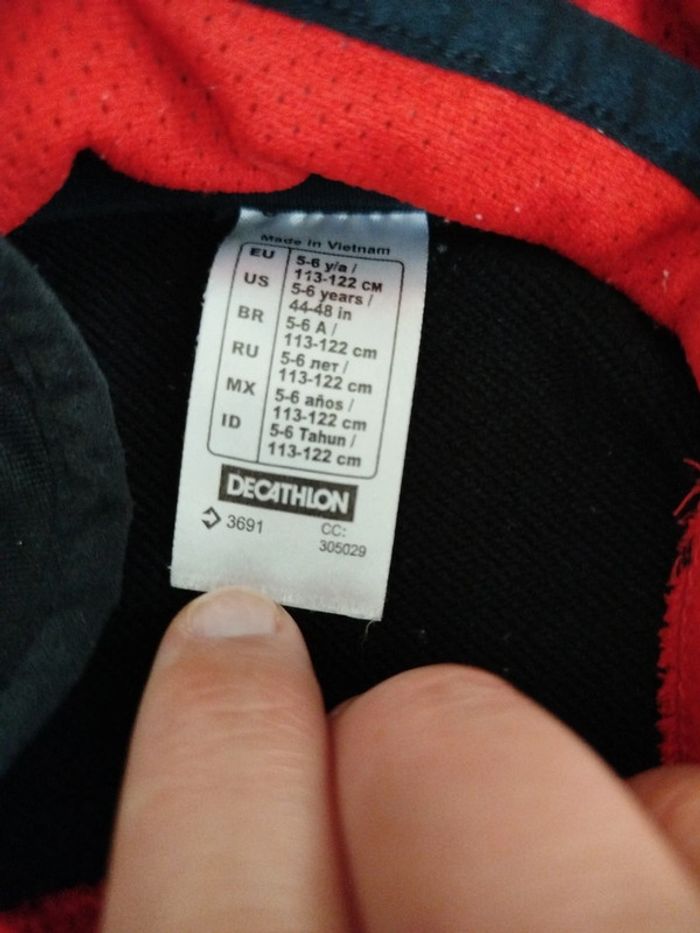 Made in Vietnam
EU 5-6 y/a /
113-122 CM
US 5-6 years /
44-48 in
BR 5-6 A /
113-122 cm
RU 5-6 лет /
113-122 cm
MX 5-6 años /
113-122 cm
ID 5-6 Tahun /
113-122 cm
DECATHLON
3691 CC:
305029